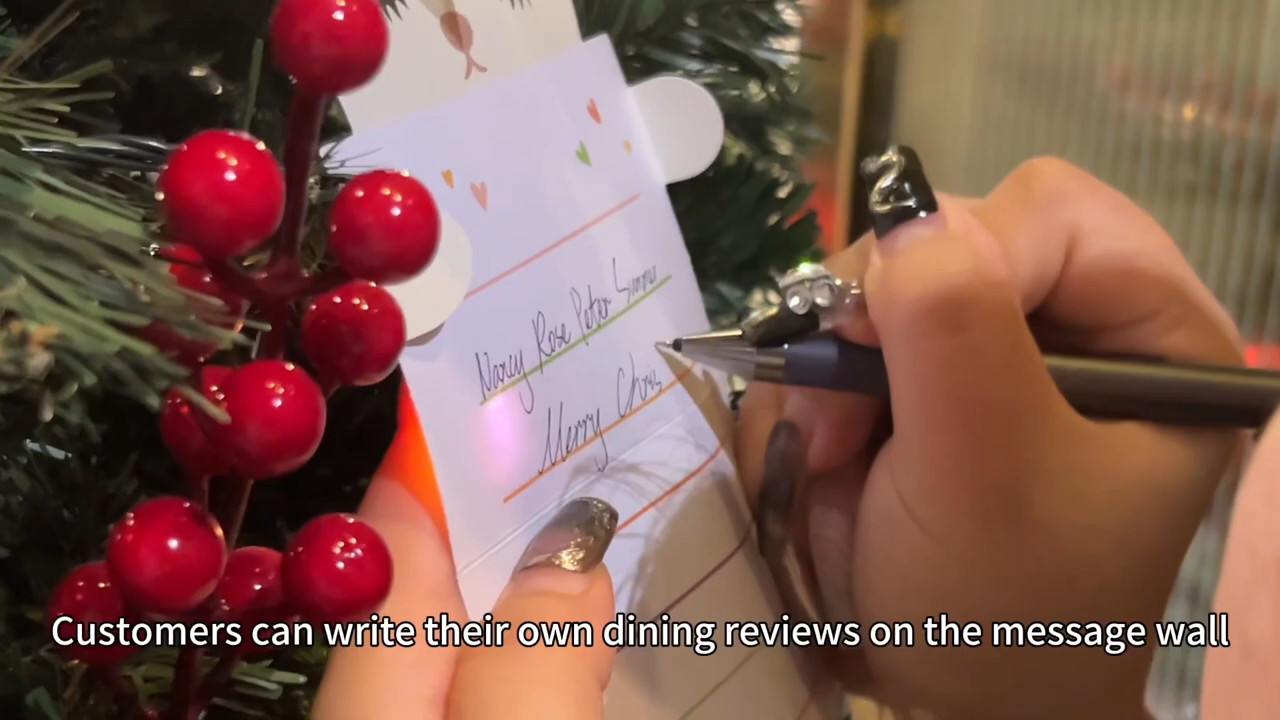 Nancy Rose Peter Simon
Merry Chris
Customers can write their own dining reviews on the message wall